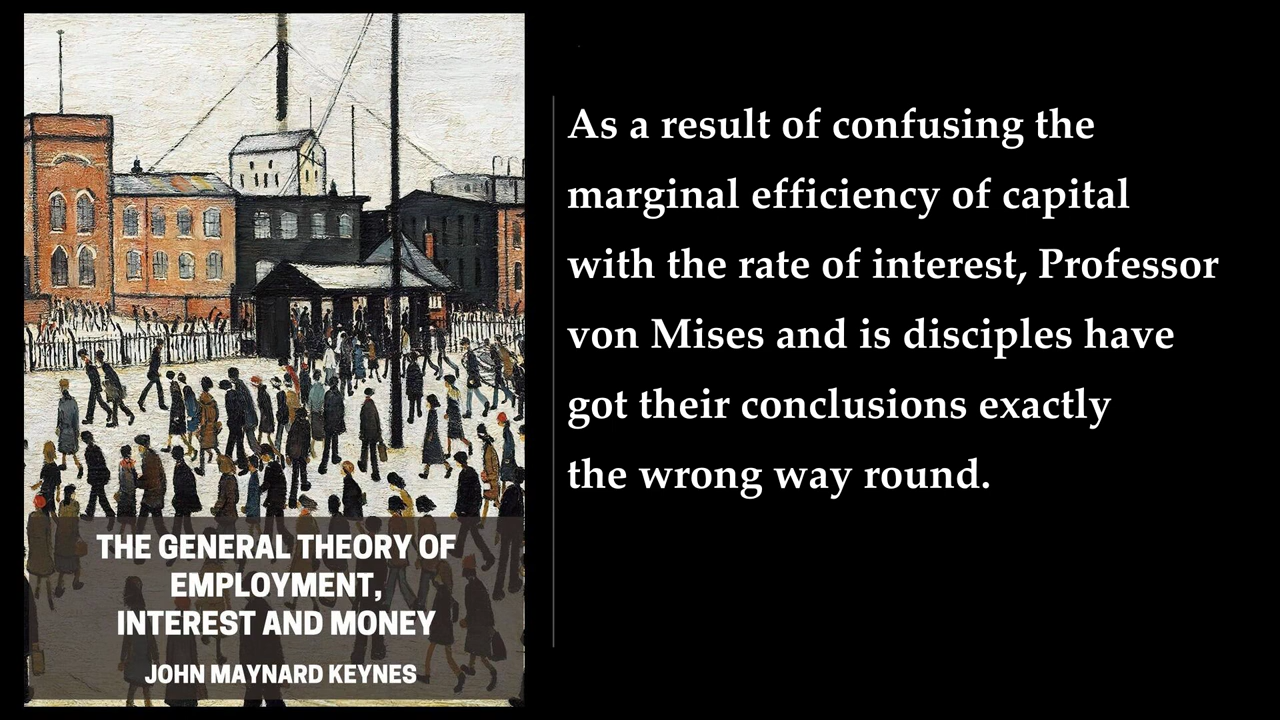 THE GENERAL THEORY OF
EMPLOYMENT,
INTEREST AND MONEY
JOHN MAYNARD KEYNES
As a result of confusing the
marginal efficiency of capital
with the rate of interest, Professor
von Mises and is disciples have
got their conclusions exactly
the wrong way round.